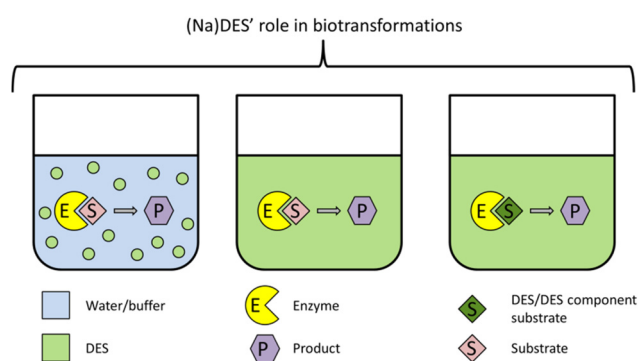 (Na)DES' role in biotransformations
E S P
E S P
E S P
Water/buffer
E Enzyme
S DES/DES component
substrate
DES
P Product
S Substrate